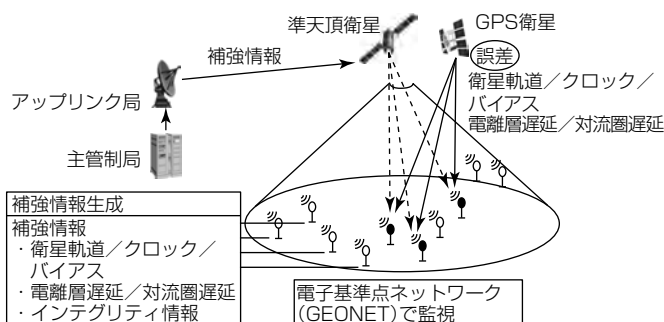 準天頂衛星
GPS衛星
補強情報
誤差
衛星軌道／クロック／
バイアス
電離層遅延／対流圏遅延
アップリンク局
主管制局
補強情報生成
補強情報
・衛星軌道／クロック／
バイアス
・電離層遅延／対流圏遅延
・インテグリティ情報
電子基準点ネットワーク
(GEONET)で監視